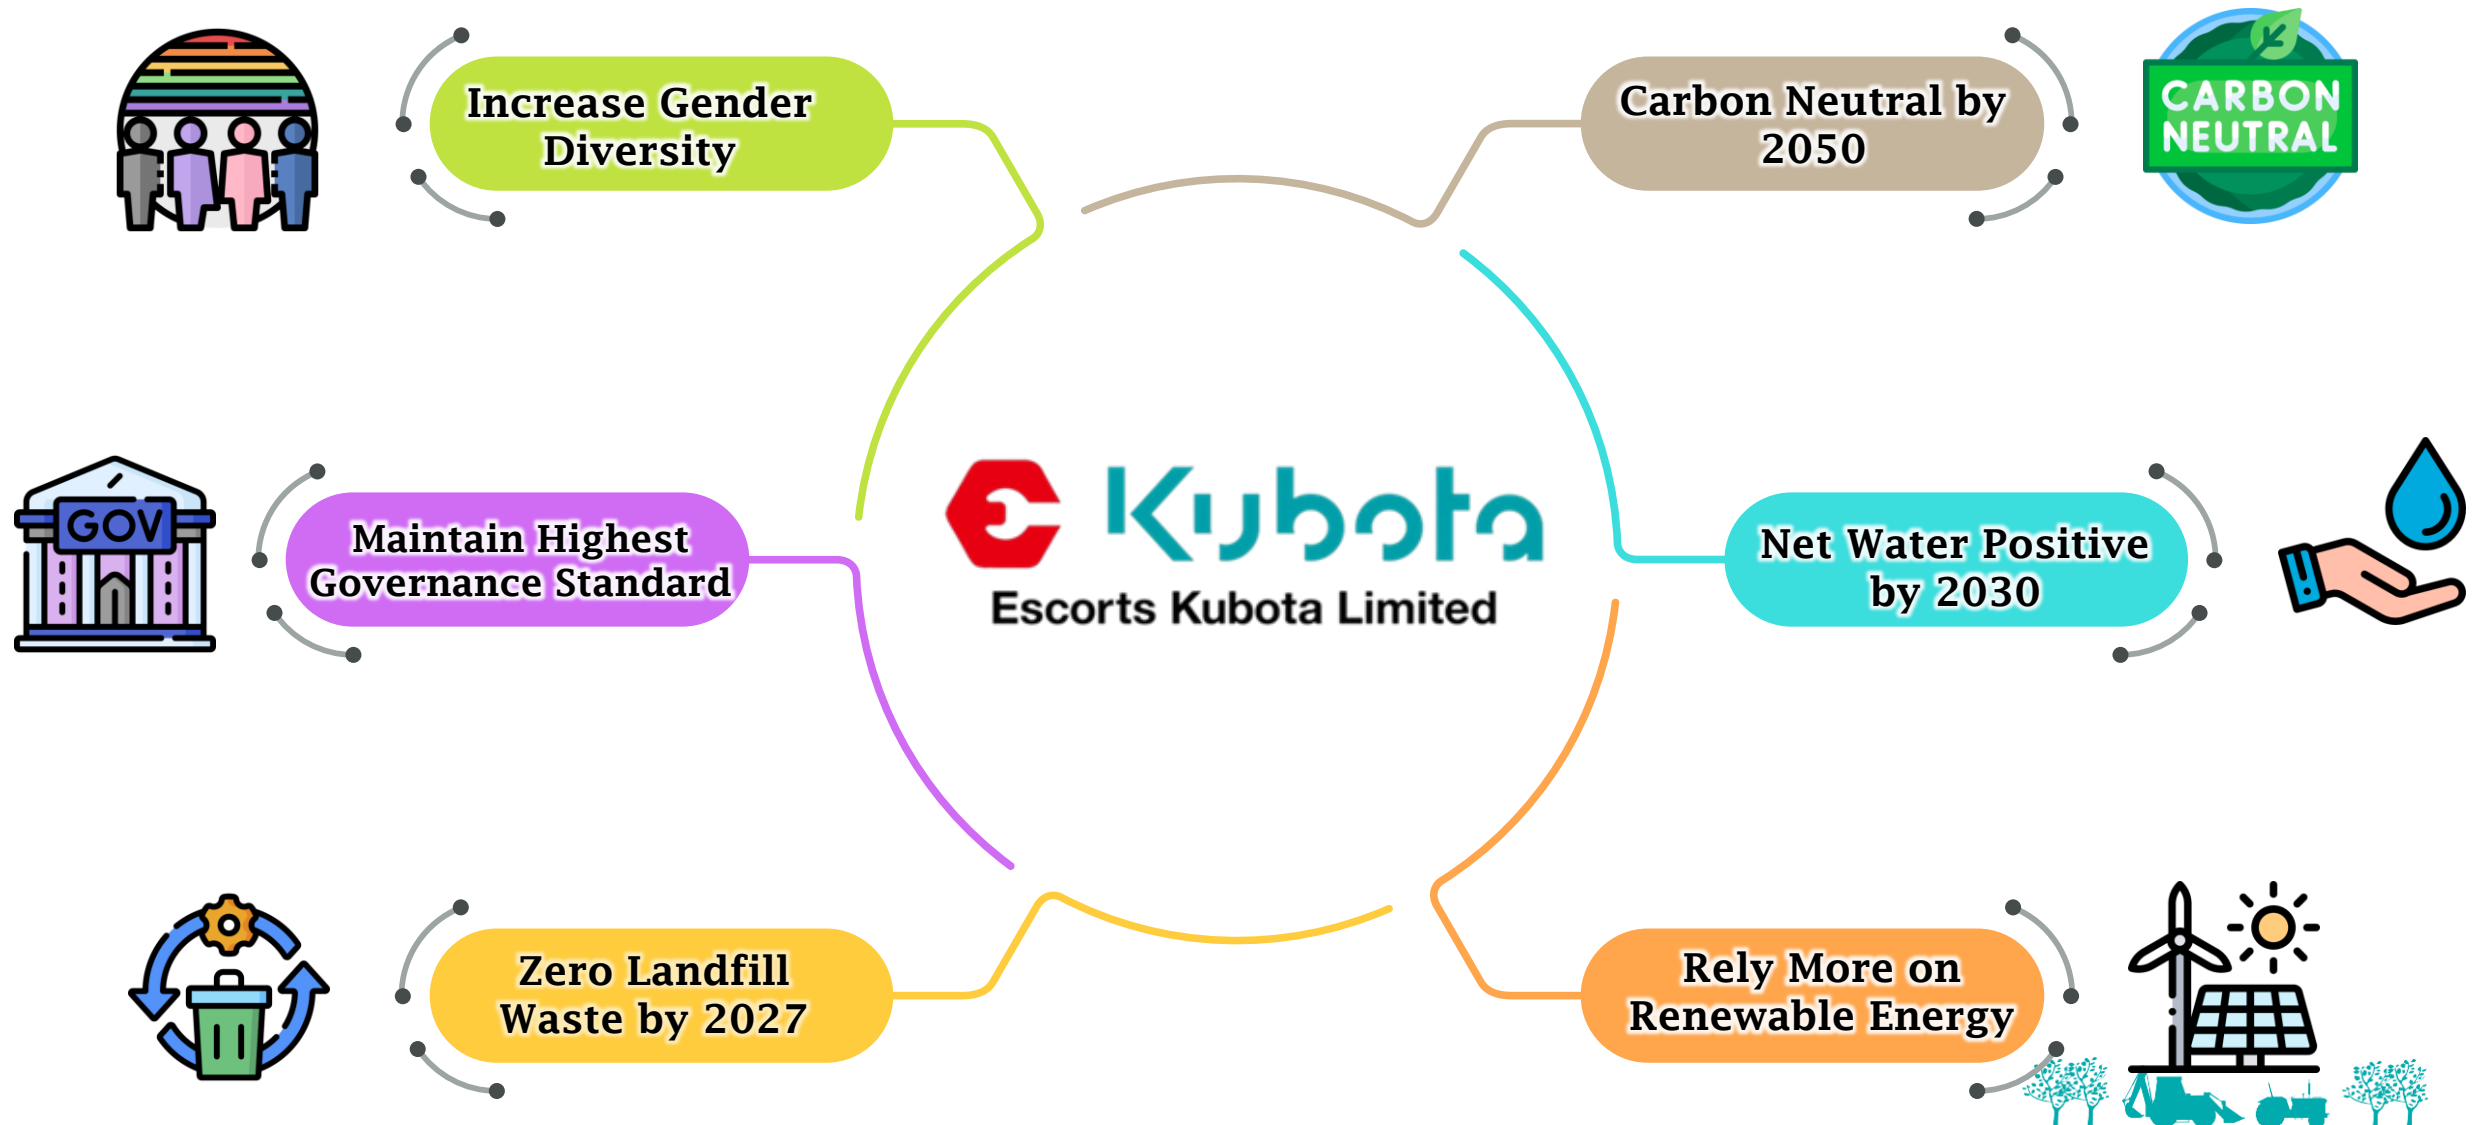 Increase Gender
Diversity
Carbon Neutral by
2050
CARBON
NEUTRAL
GOV
Maintain Highest
Governance Standard
Kubota
Escorts Kubota Limited
Net Water Positive
by 2030
Zero Landfill
Waste by 2027
Rely More on
Renewable Energy